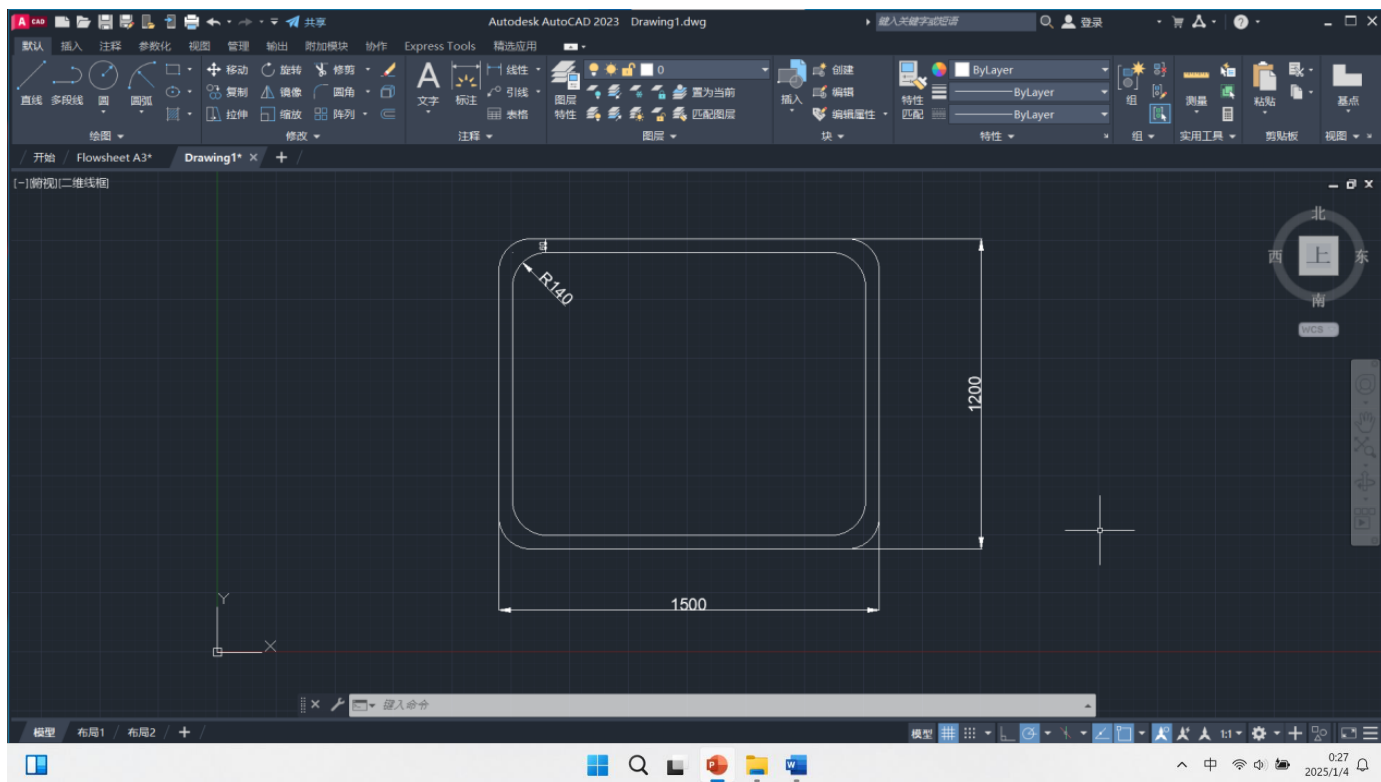 A CAD 共享 Autodesk AutoCAD 2023 Drawing1.dwg 键入关键字或短语 登录
默认 插入 注释 参数化 视图 管理 输出 附加模块 协作 Express Tools 精选应用
移动 旋转 修剪 线性 0 创建 ByLayer
直线 多段线 圆 圆弧 复制 镜像 圆角 文字 标注 引线 图层特性 置为当前 插入 编辑 特性匹配 ByLayer 组 测量 粘贴 基点
拉伸 缩放 阵列 表格 匹配图层 编辑属性 ByLayer
绘图 修改 注释 图层 块 特性 组 实用工具 剪贴板 视图
开始 Flowsheet A3* Drawing1*
[-][俯视][二维线框]
北
西 上 东
南
WCS
R140
1200
1500
Y
X
键入命令
模型 布局1 布局2 模型 1:1
中 0:27
2025/1/4